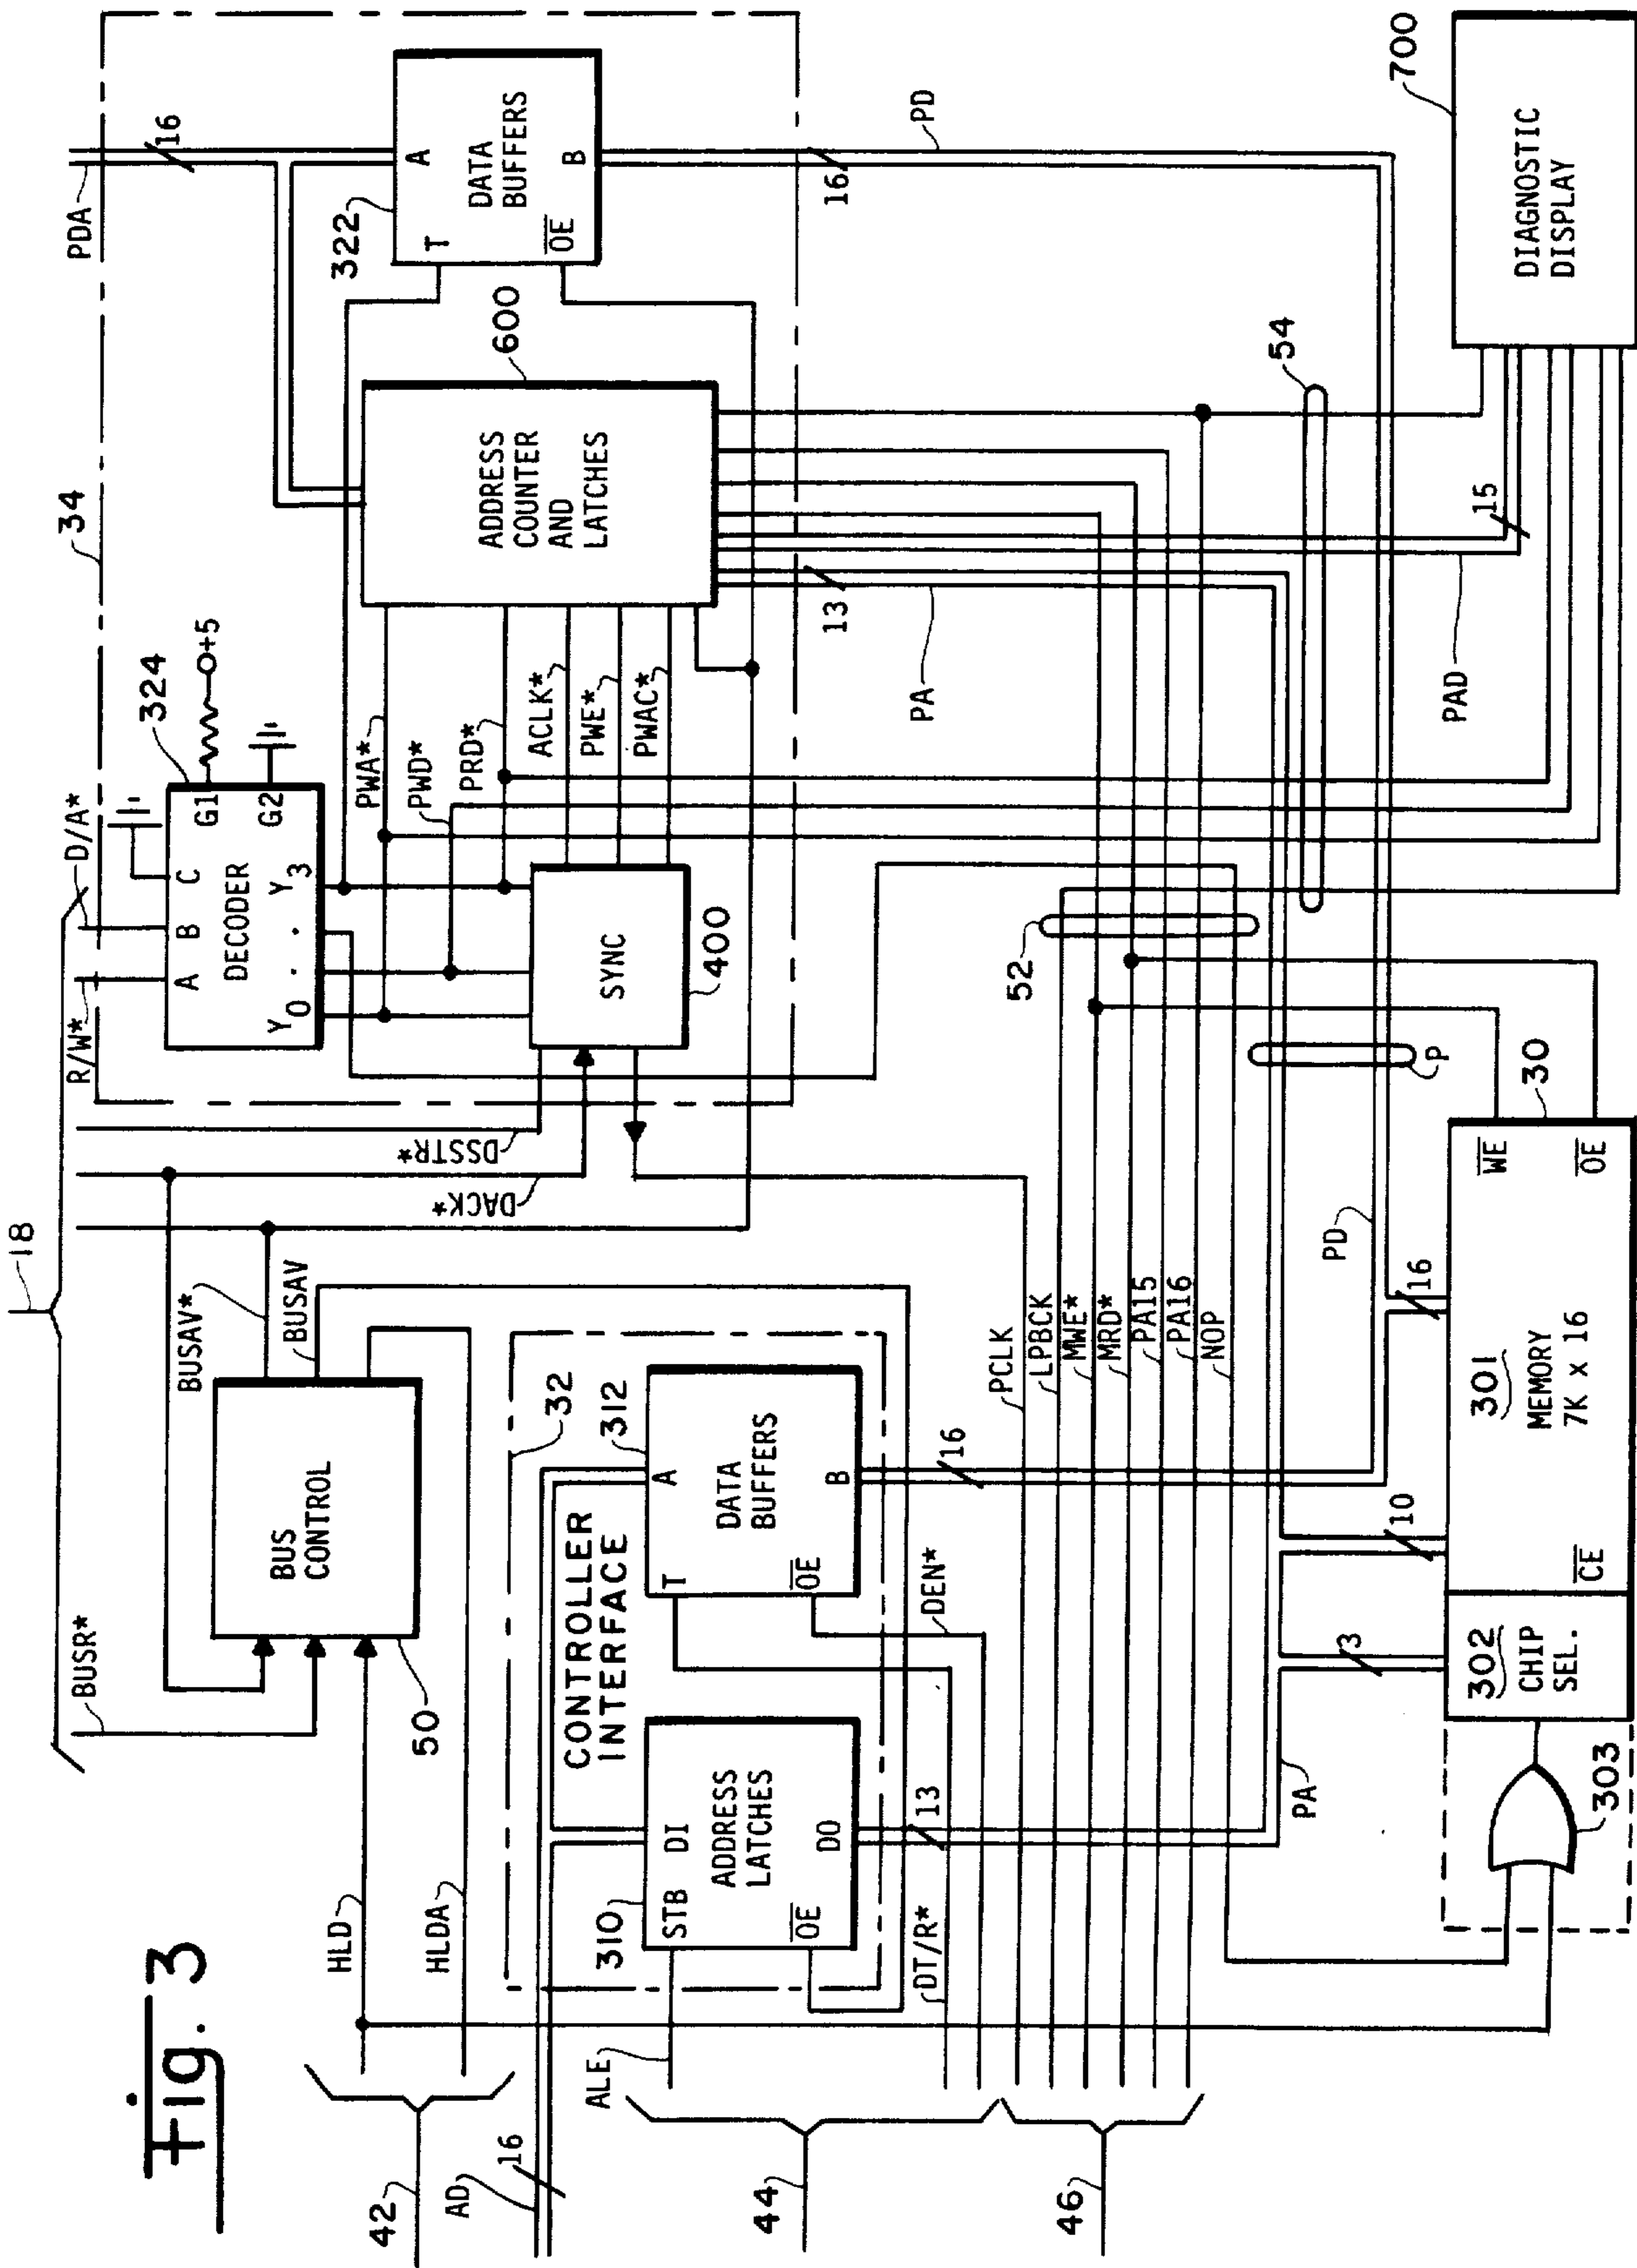 Fig. 3
18
BUSR*
BUSAV*
BUSAV
DACK*
DSSTR*
R/W*
D/A*
34
PDA
16
BUS
CONTROL
50
HLD
HLDA
42
A
B
C
DECODER
Y0
.
.
Y3
G1
G2
324
+5
SYNC
400
PWA*
PWD*
PRD*
ACLK*
PWE*
PWAC*
ADDRESS
COUNTER
AND
LATCHES
600
322
A
DATA
BUFFERS
B
T
OE
16
PD
AD
16
CONTROLLER
INTERFACE
32
310
STB
DI
ADDRESS
LATCHES
OE
DO
312
A
T
DATA
BUFFERS
OE
B
ALE
DT/R*
DEN*
13
16
44
46
PCLK
LPBCK
MWE*
MRD*
PA15
PA16
NOP
52
54
13
PA
PAD
15
P
PD
PA
3
10
16
303
302
CHIP
SEL.
CE
301
MEMORY
7K x 16
WE
OE
30
DIAGNOSTIC
DISPLAY
700